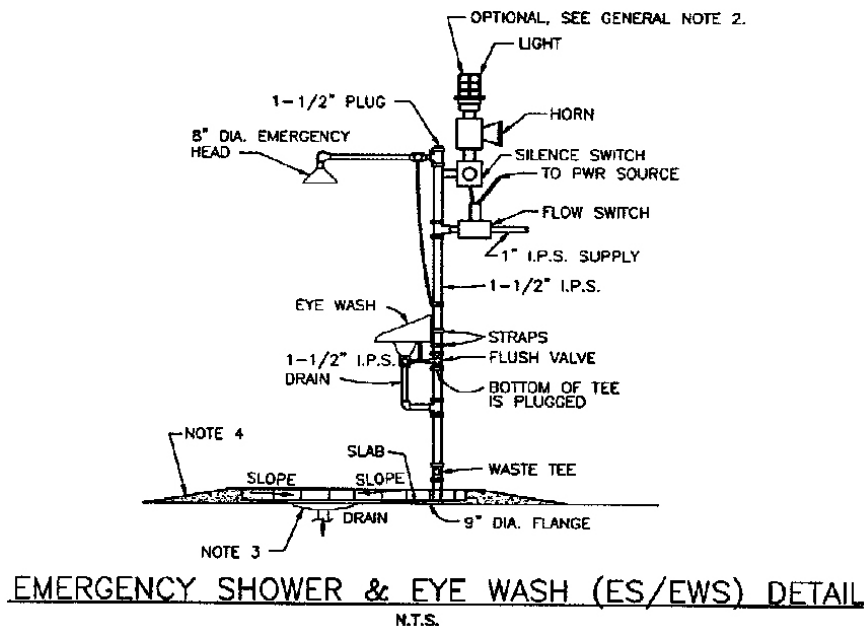 OPTIONAL, SEE GENERAL NOTE 2.
LIGHT
1-1/2" PLUG
HORN
8" DIA. EMERGENCY
HEAD
SILENCE SWITCH
TO PWR SOURCE
FLOW SWITCH
1" I.P.S. SUPPLY
1-1/2" I.P.S.
EYE WASH
STRAPS
1-1/2" I.P.S.
DRAIN
FLUSH VALVE
BOTTOM OF TEE
IS PLUGGED
NOTE 4
SLAB
WASTE TEE
SLOPE
SLOPE
DRAIN
9" DIA. FLANGE
NOTE 3
EMERGENCY SHOWER & EYE WASH (ES/EWS) DETAIL
N.T.S.